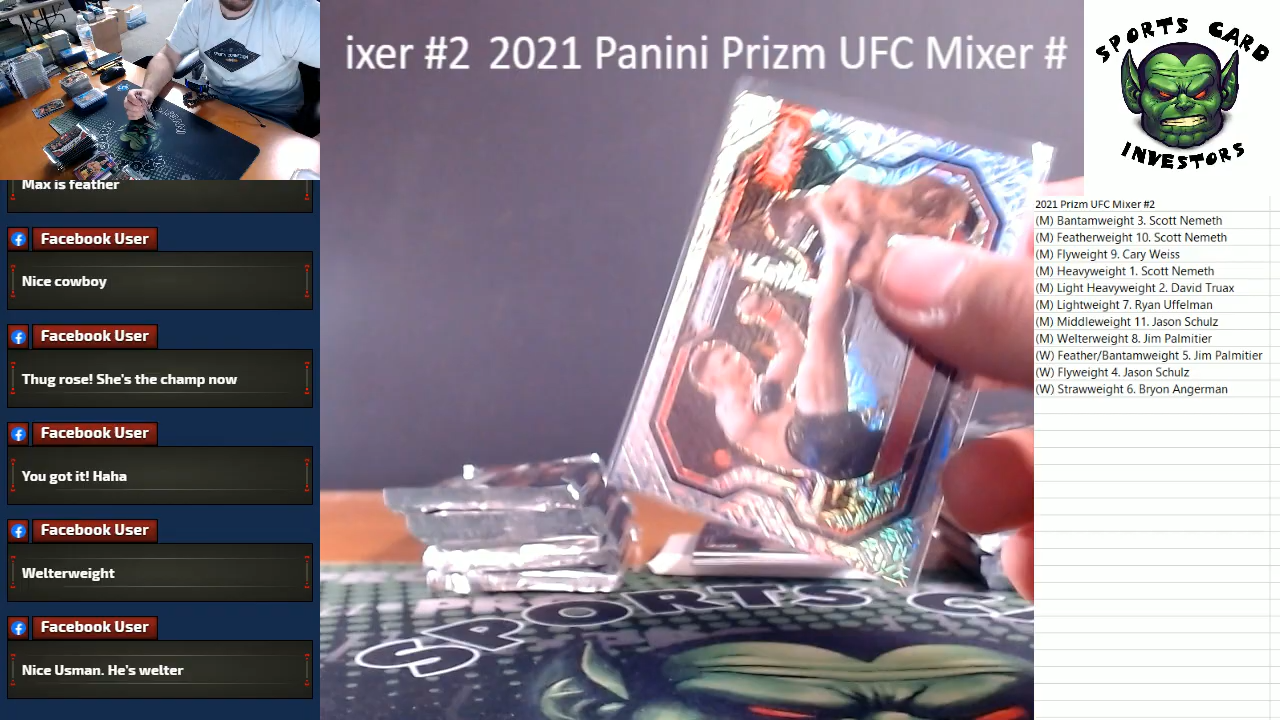 ixer #2 2021 Panini Prizm UFC Mixer #
SPORTS CARD
INVESTORS
Max is feather
Facebook User
Nice cowboy
Facebook User
Thug rose! She's the champ now
Facebook User
You got it! Haha
Facebook User
Welterweight
Facebook User
Nice Usman. He's welter
2021 Prizm UFC Mixer #2
(M) Bantamweight 3. Scott Nemeth
(M) Featherweight 10. Scott Nemeth
(M) Flyweight 9. Cary Weiss
(M) Heavyweight 1. Scott Nemeth
(M) Light Heavyweight 2. David Truax
(M) Lightweight 7. Ryan Uffelman
(M) Middleweight 11. Jason Schulz
(M) Welterweight 8. Jim Palmitier
(W) Feather/Bantamweight 5. Jim Palmitier
(W) Flyweight 4. Jason Schulz
(W) Strawweight 6. Bryon Angerman
SPORTS CA